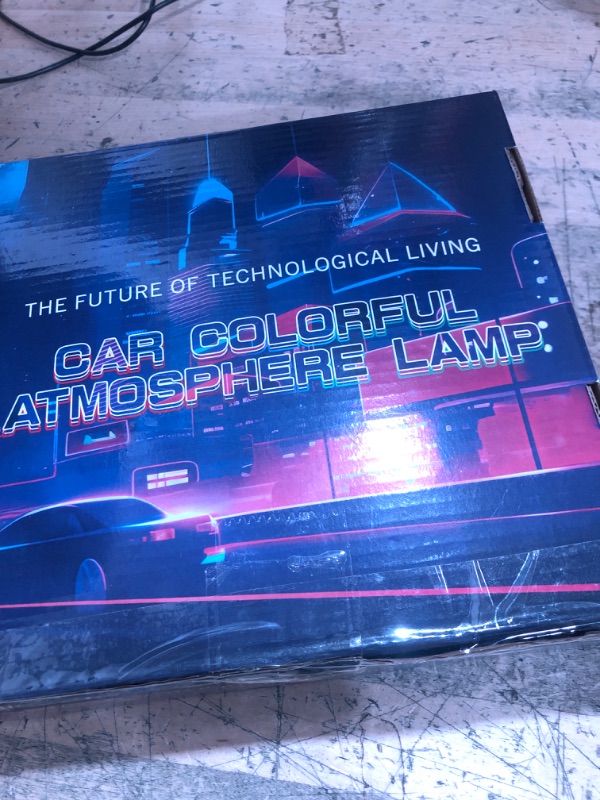 THE FUTURE OF TECHNOLOGICAL LIVING
CAR COLORFUL
ATMOSPHERE LAMP